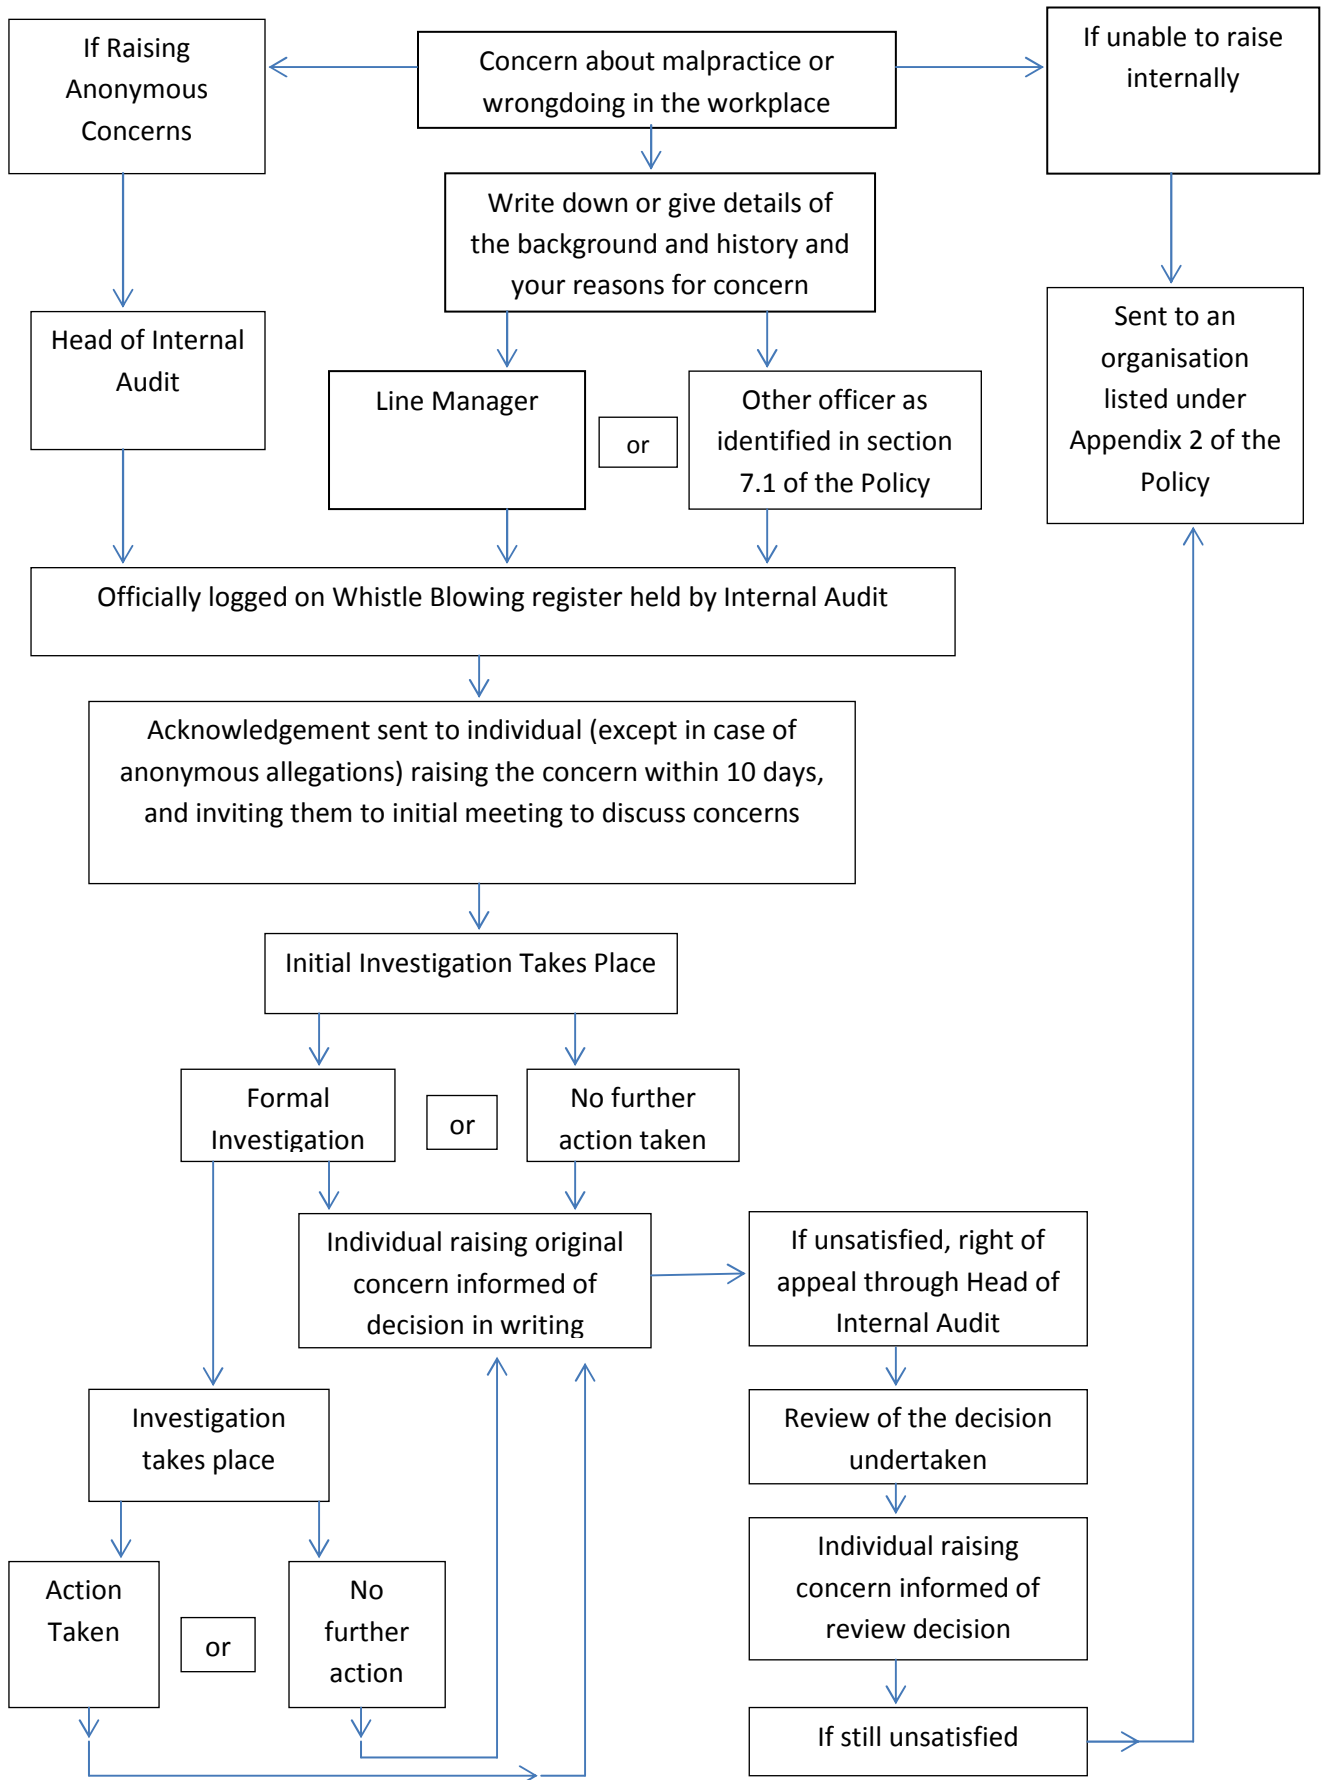 If Raising
Anonymous
Concerns
Concern about malpractice or
wrongdoing in the workplace
If unable to raise
internally
Write down or give details of
the background and history and
your reasons for concern
Head of Internal
Audit
Line Manager
or
Other officer as
identified in section
7.1 of the Policy
Sent to an
organisation
listed under
Appendix 2 of the
Policy
Officially logged on Whistle Blowing register held by Internal Audit
Acknowledgement sent to individual (except in case of
anonymous allegations) raising the concern within 10 days,
and inviting them to initial meeting to discuss concerns
Initial Investigation Takes Place
Formal
Investigation
or
No further
action taken
Individual raising original
concern informed of
decision in writing
If unsatisfied, right of
appeal through Head of
Internal Audit
Investigation
takes place
Review of the decision
undertaken
Action
Taken
or
No
further
action
Individual raising
concern informed of
review decision
If still unsatisfied